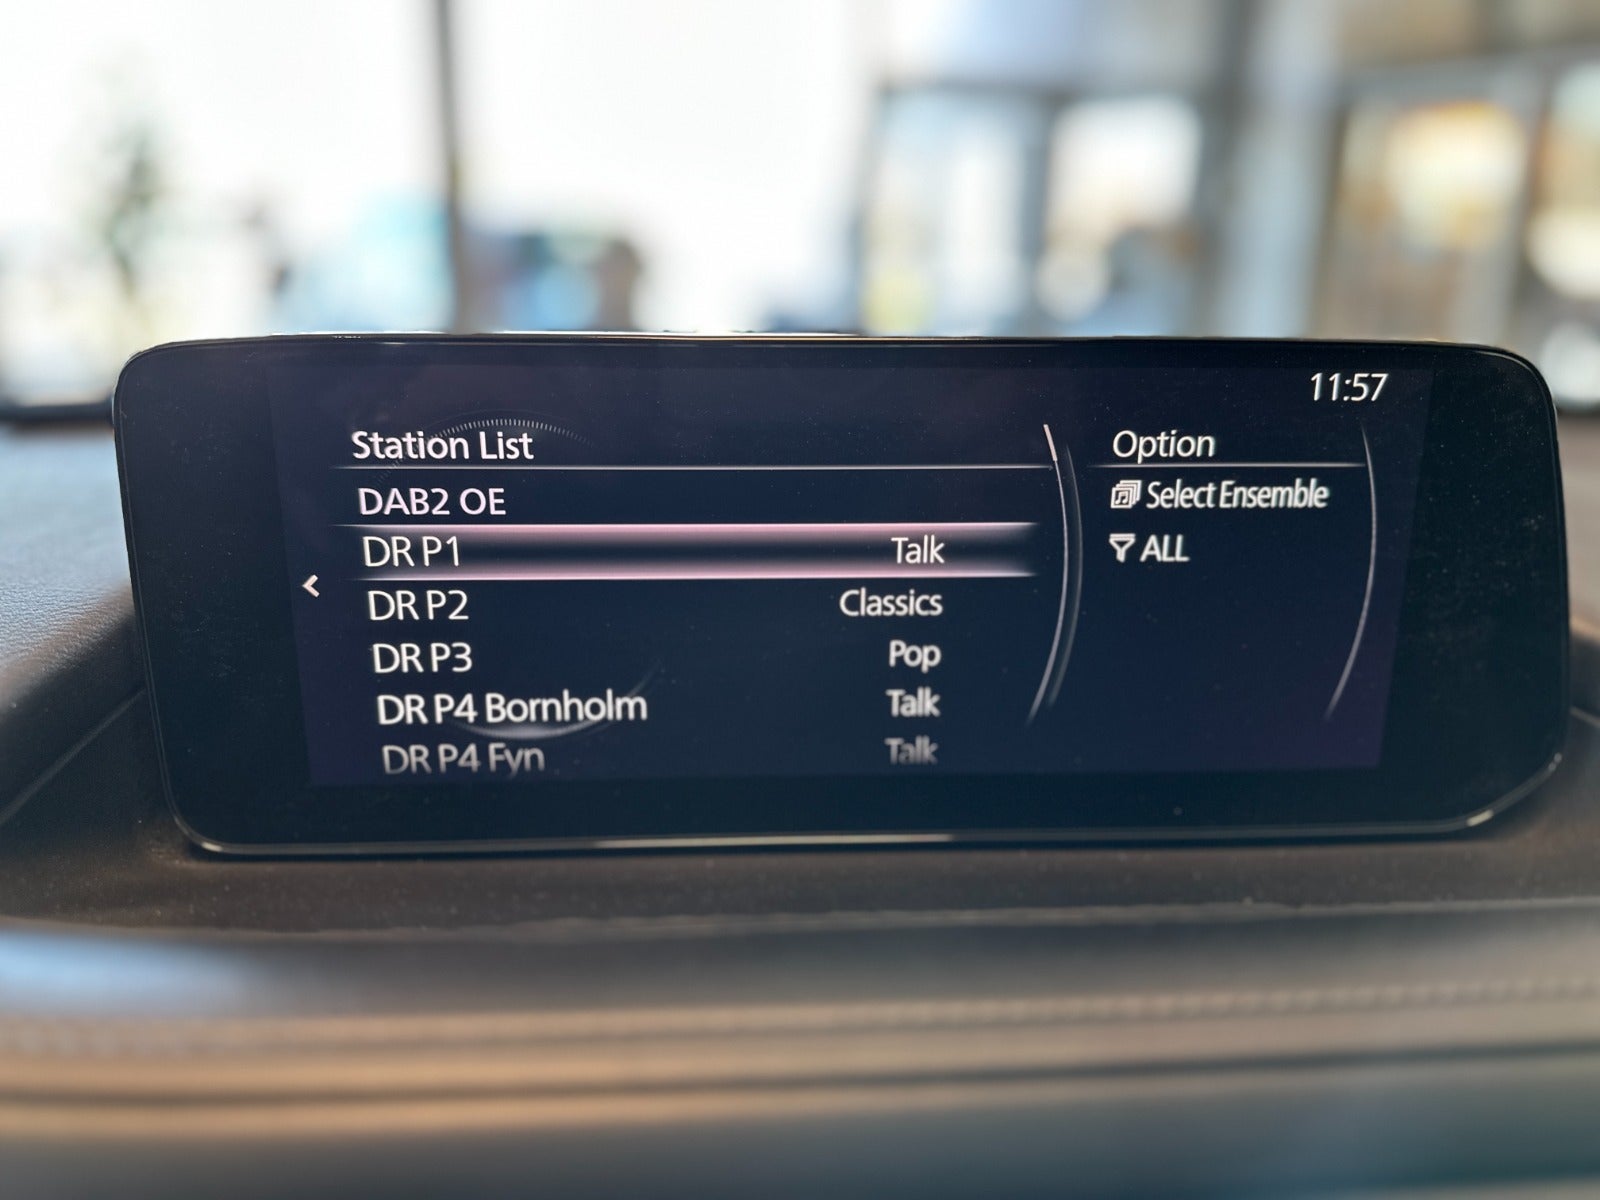 11:57
Station List
Option
DAB2 OE
Select Ensemble
DR P1 Talk
ALL
DR P2 Classics
DR P3 Pop
DR P4 Bornholm Talk
DR P4 Fyn Talk